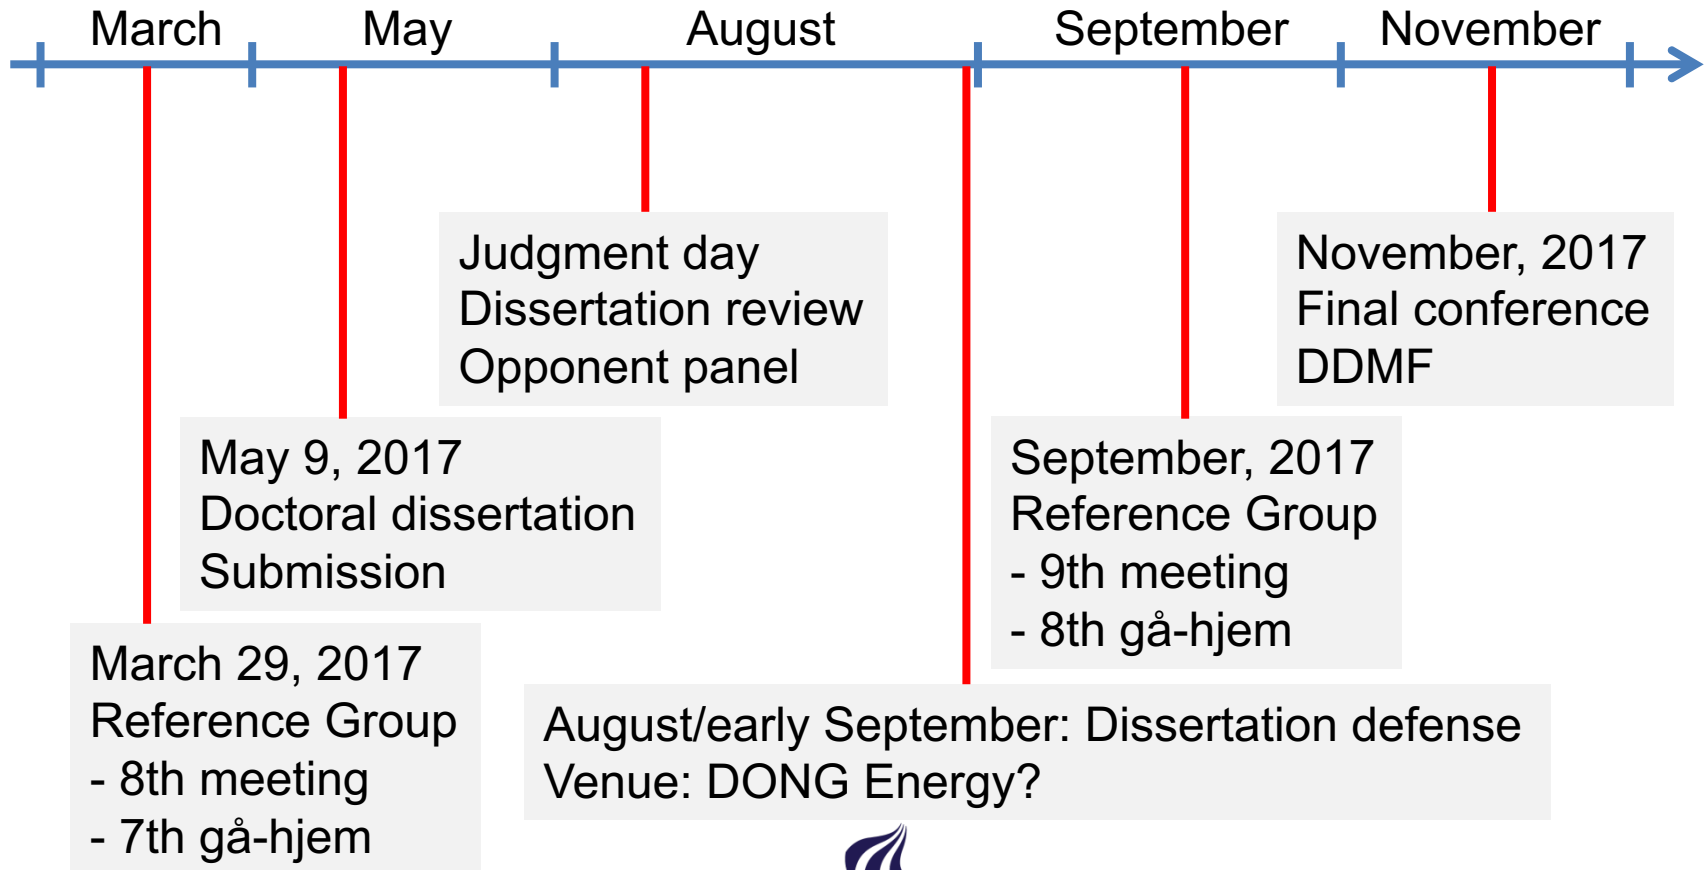 March
May
August
September
November
Judgment day
Dissertation review
Opponent panel
November, 2017
Final conference
DDMF
May 9, 2017
Doctoral dissertation
Submission
September, 2017
Reference Group
- 9th meeting
- 8th gå-hjem
March 29, 2017
Reference Group
- 8th meeting
- 7th gå-hjem
August/early September: Dissertation defense
Venue: DONG Energy?